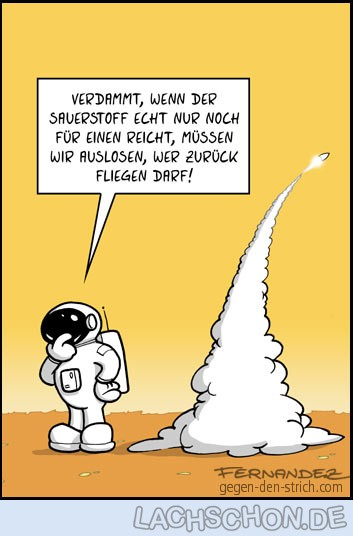 VERDAMMT, WENN DER
SAUERSTOFF ECHT NUR NOCH
FÜR EINEN REICHT, MÜSSEN
WIR AUSLOSEN, WER ZURÜCK
FLIEGEN DARF!
FERNANDEZ
gegen-den-strich.com
LACHSCHON.DE